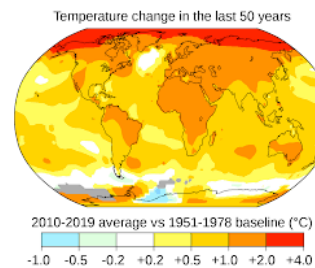 Temperature change in the last 50 years
2010-2019 average vs 1951-1978 baseline (°C)
-1.0 -0.5 -0.2 +0.2 +0.5 +1.0 +2.0 +4.0